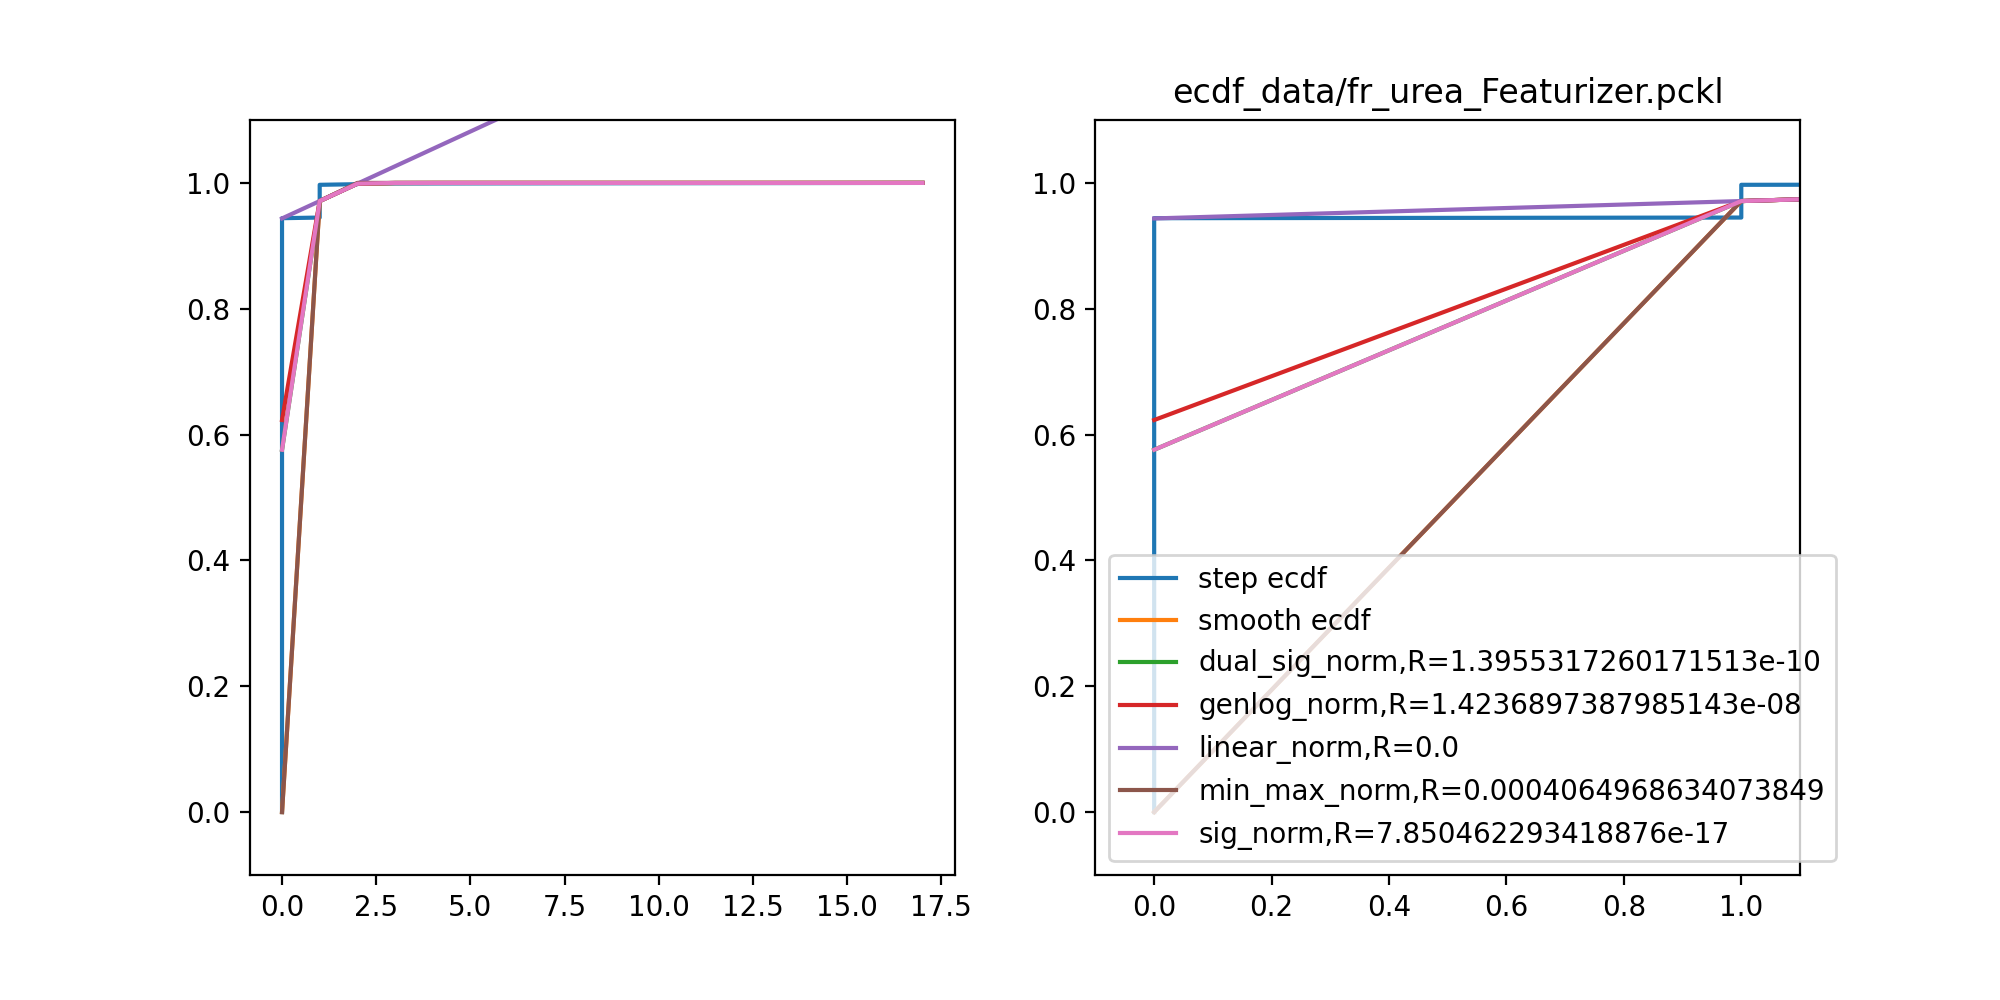 ecdf_data/fr_urea_Featurizer.pckl
1.0
0.8
0.6
0.4
0.2
0.0
0.0 2.5 5.0 7.5 10.0 12.5 15.0 17.5
1.0
0.8
0.6
0.4
0.2
0.0
step ecdf
smooth ecdf
dual_sig_norm,R=1.3955317260171513e-10
genlog_norm,R=1.4236897387985143e-08
linear_norm,R=0.0
min_max_norm,R=0.0004064968634073849
sig_norm,R=7.850462293418876e-17
0.0 0.2 0.4 0.6 0.8 1.0